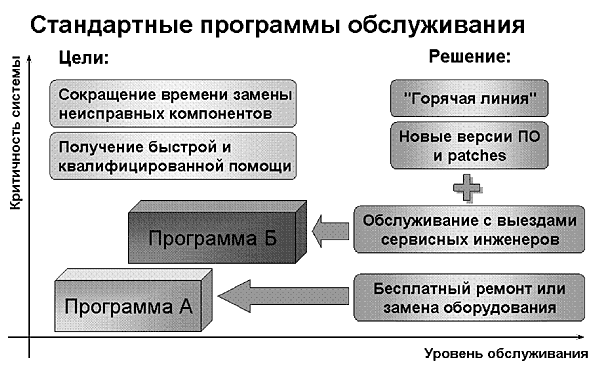 Стандартные программы обслуживания
Цели:
Решение:
Критичность системы
Сокращение времени замены
неисправных компонентов
"Горячая линия"
Получение быстрой и
квалифицированной помощи
Новые версии ПО
и patches
Программа Б
Обслуживание с выездами
сервисных инженеров
Программа А
Бесплатный ремонт или
замена оборудования
Уровень обслуживания